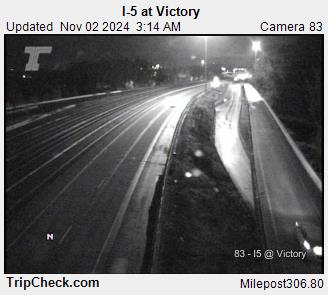 I-5 at Victory
Updated Nov 02 2024 3:14 AM Camera 83
T
N
83 - I5 @ Victory
TripCheck.com Milepost306.80